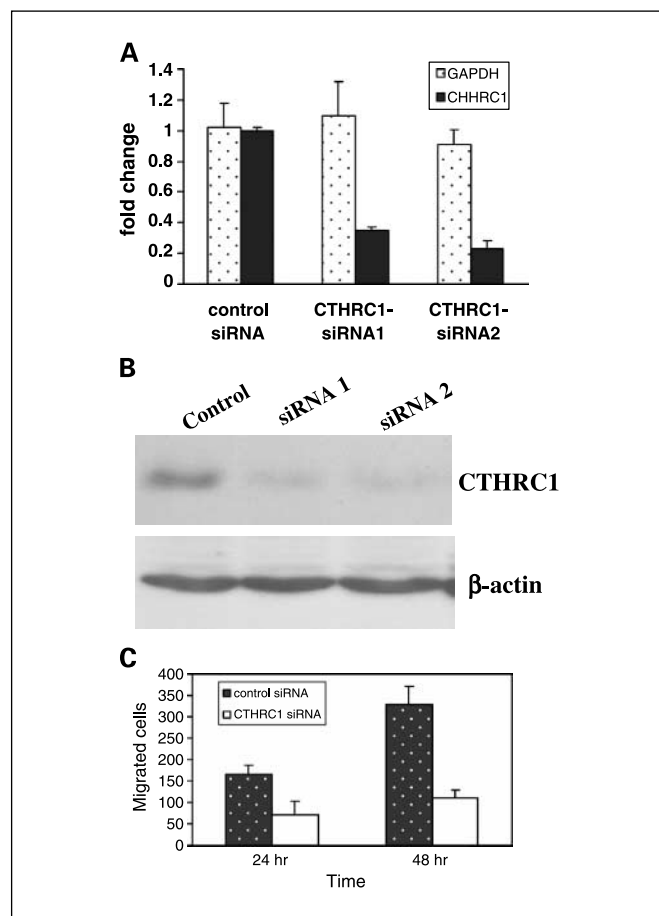 A
1.4
1.2
1
0.8
0.6
0.4
0.2
0
fold change
GAPDH
CHHRC1
control
siRNA
CTHRC1-
siRNA1
CTHRC1-
siRNA2
B
Control
siRNA 1
siRNA 2
CTHRC1
β-actin
C
400
350
300
250
200
150
100
50
0
Migrated cells
control siRNA
CTHRC1 siRNA
24 hr
48 hr
Time